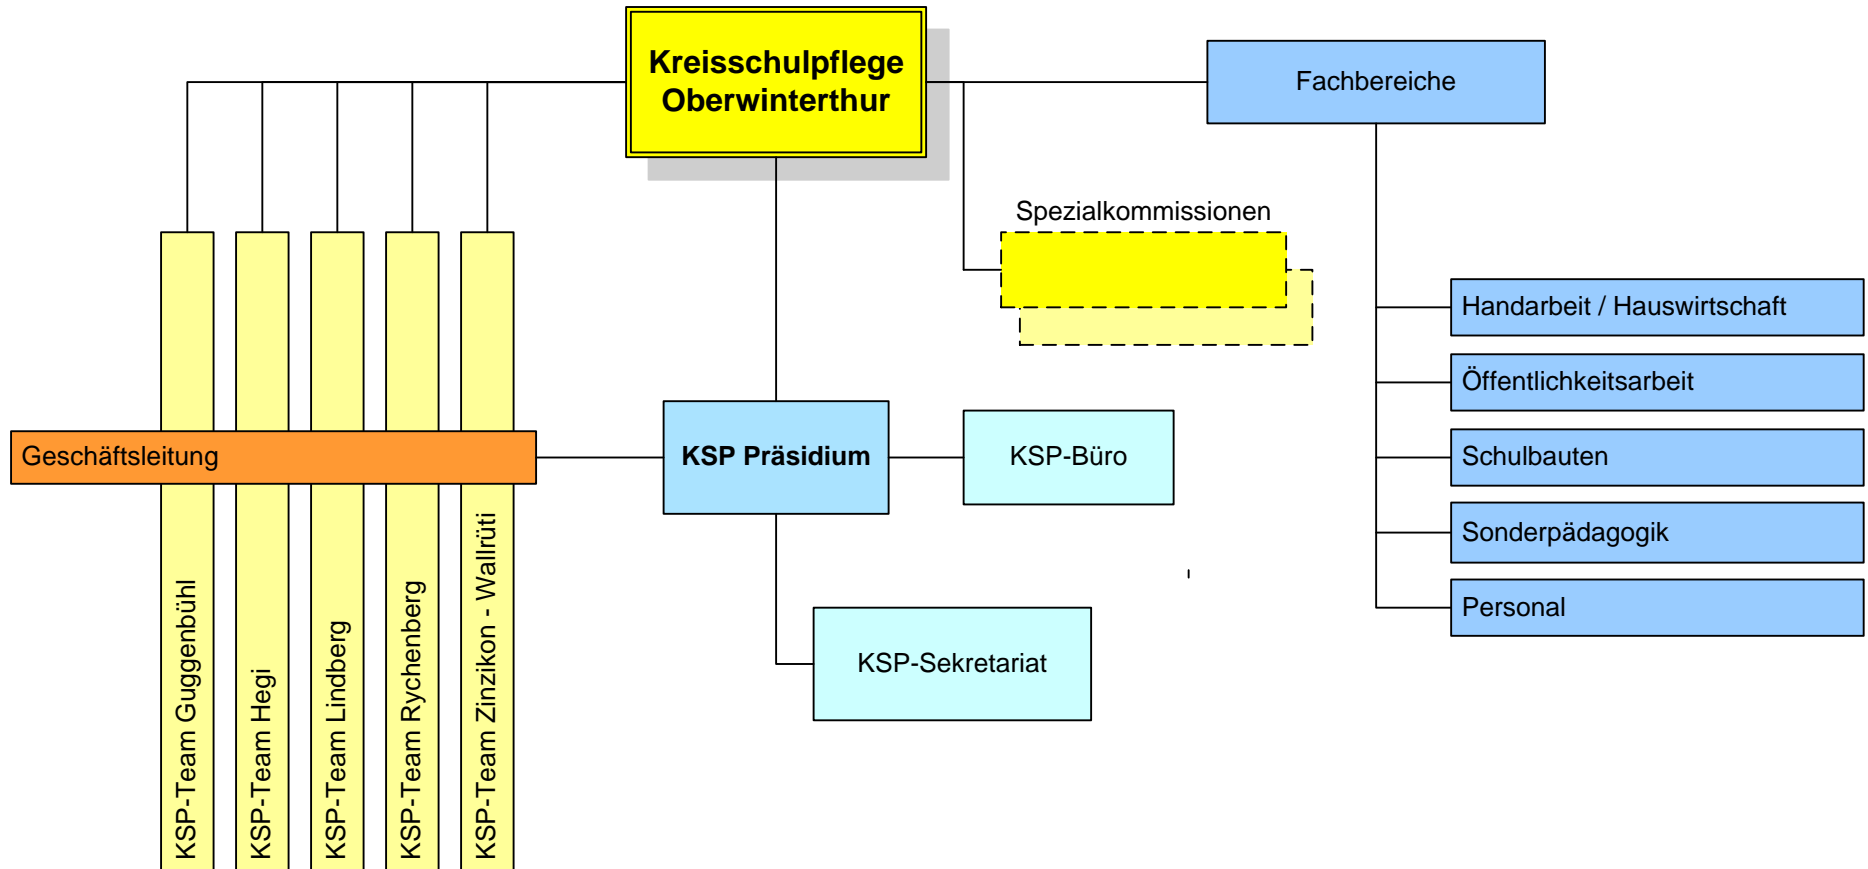 Kreisschulpflege
Oberwinterthur
Fachbereiche
Spezialkommissionen
Handarbeit / Hauswirtschaft
Öffentlichkeitsarbeit
Schulbauten
Sonderpädagogik
Personal
Geschäftsleitung
KSP Präsidium
KSP-Büro
KSP-Sekretariat
KSP-Team Guggenbühl
KSP-Team Hegi
KSP-Team Lindberg
KSP-Team Rychenberg
KSP-Team Zinzikon - Wallrüti